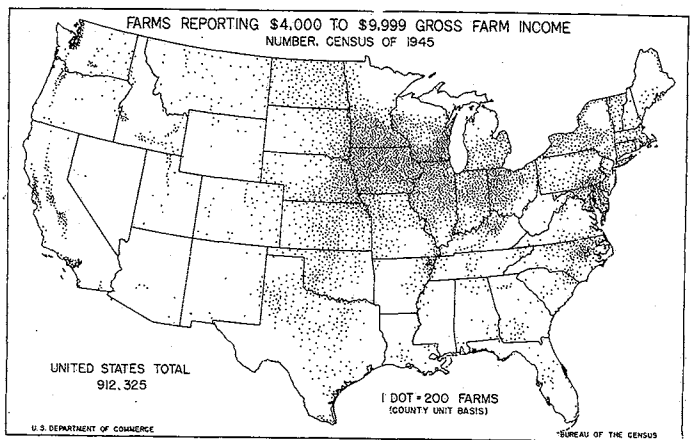 FARMS REPORTING $4,000 TO $9,999 GROSS FARM INCOME
NUMBER, CENSUS OF 1945
UNITED STATES TOTAL
912,325
1 DOT = 200 FARMS
(COUNTY UNIT BASIS)
U.S. DEPARTMENT OF COMMERCE
BUREAU OF THE CENSUS